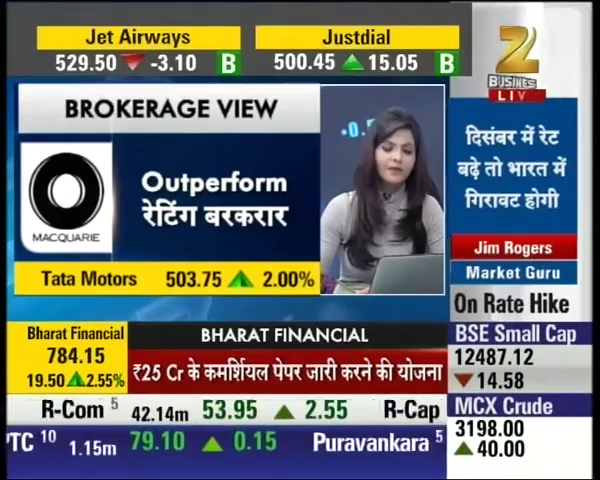 Jet Airways
529.50 -3.10 B
Justdial
500.45 15.05 B
Z
BUSINESS
LIVE
BROKERAGE VIEW
MACQUARIE
Outperform
रेटिंग बरकरार
Tata Motors 503.75 2.00%
दिसंबर में रेट
बढ़े तो भारत में
गिरावट होगी
Jim Rogers
Market Guru
On Rate Hike
Bharat Financial
784.15
19.50 2.55%
BHARAT FINANCIAL
₹25 Cr के कमर्शियल पेपर जारी करने की योजना
BSE Small Cap
12487.12
14.58
MCX Crude
3198.00
40.00
R-Com 5 42.14m 53.95 2.55 R-Cap
PTC 10 1.15m 79.10 0.15 Puravankara 5